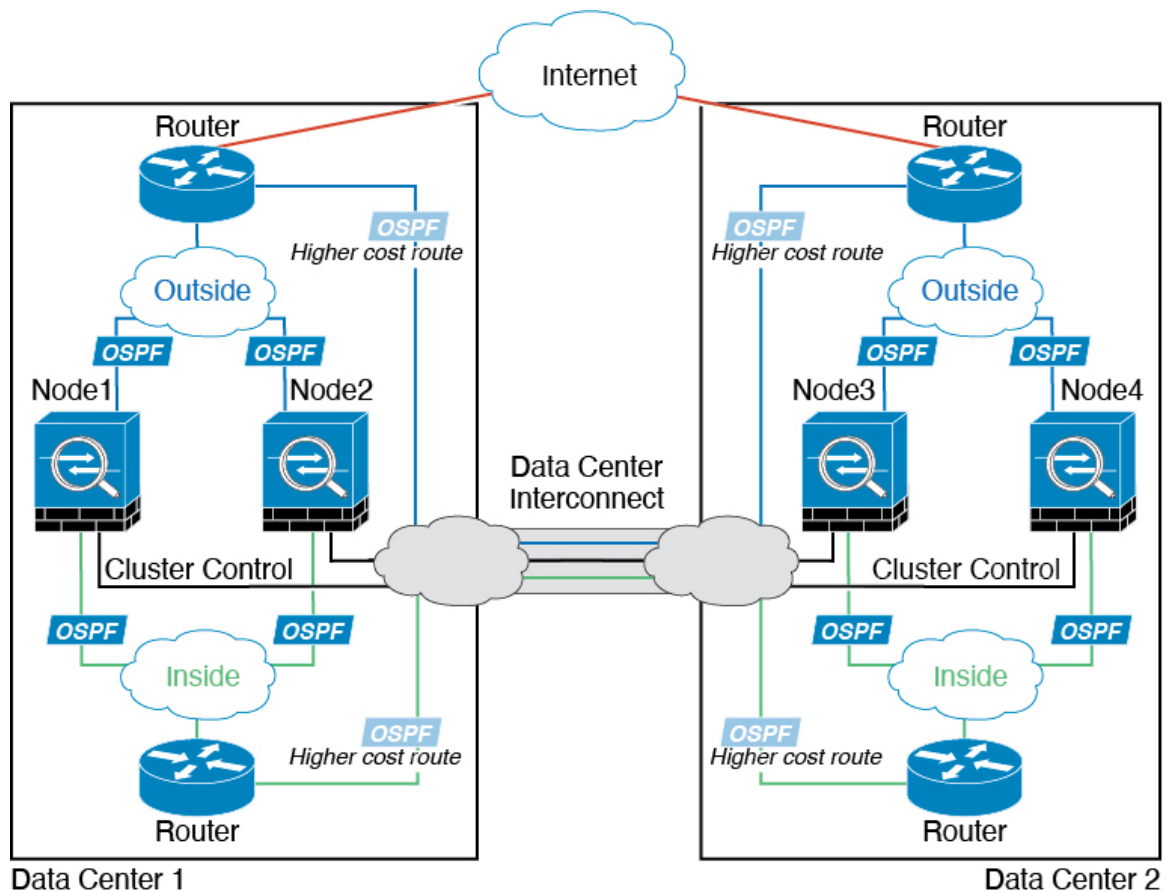 Internet
Router
Router
OSPF
Higher cost route
OSPF
Higher cost route
Outside
Outside
OSPF
OSPF
OSPF
OSPF
Node1
Node2
Node3
Node4
Data Center
Interconnect
Cluster Control
Cluster Control
OSPF
OSPF
OSPF
OSPF
Inside
Inside
OSPF
Higher cost route
OSPF
Higher cost route
Router
Router
Data Center 1
Data Center 2